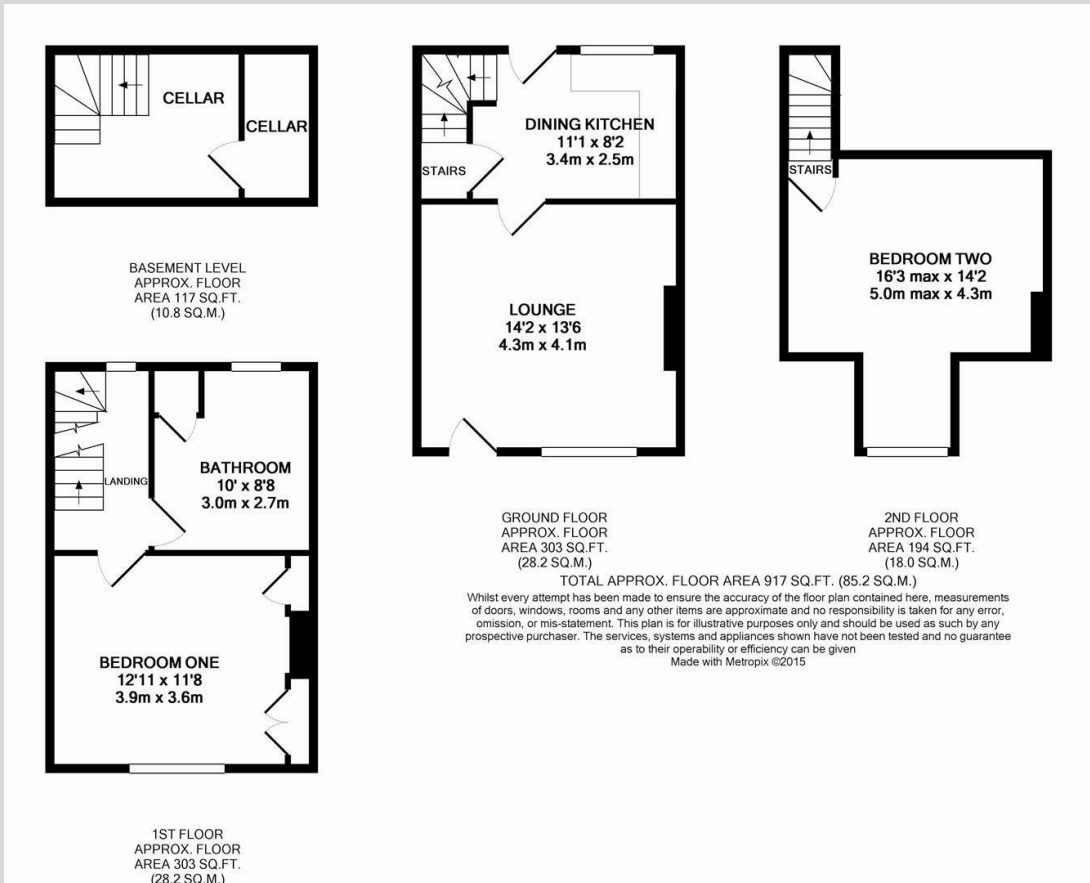 CELLAR
CELLAR
BASEMENT LEVEL
APPROX. FLOOR
AREA 117 SQ.FT.
(10.8 SQ.M.)
DINING KITCHEN
11'1 x 8'2
3.4m x 2.5m
STAIRS
LOUNGE
14'2 x 13'6
4.3m x 4.1m
GROUND FLOOR
APPROX. FLOOR
AREA 303 SQ.FT.
(28.2 SQ.M.)
STAIRS
BEDROOM TWO
16'3 max x 14'2
5.0m max x 4.3m
2ND FLOOR
APPROX. FLOOR
AREA 194 SQ.FT.
(18.0 SQ.M.)
LANDING
BATHROOM
10' x 8'8
3.0m x 2.7m
BEDROOM ONE
12'11 x 11'8
3.9m x 3.6m
1ST FLOOR
APPROX. FLOOR
AREA 303 SQ.FT.
(28.2 SQ.M.)
TOTAL APPROX. FLOOR AREA 917 SQ.FT. (85.2 SQ.M.)
Whilst every attempt has been made to ensure the accuracy of the floor plan contained here, measurements
of doors, windows, rooms and any other items are approximate and no responsibility is taken for any error,
omission, or mis-statement. This plan is for illustrative purposes only and should be used as such by any
prospective purchaser. The services, systems and appliances shown have not been tested and no guarantee
as to their operability or efficiency can be given
Made with Metropix ©2015